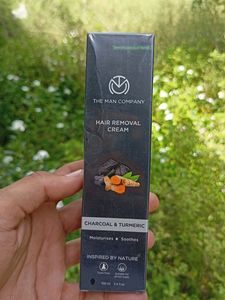 THE MAN COMPANY
HAIR REMOVAL
CREAM
CHARCOAL & TURMERIC
Moisturises ● Soothes
INSPIRED BY NATURE